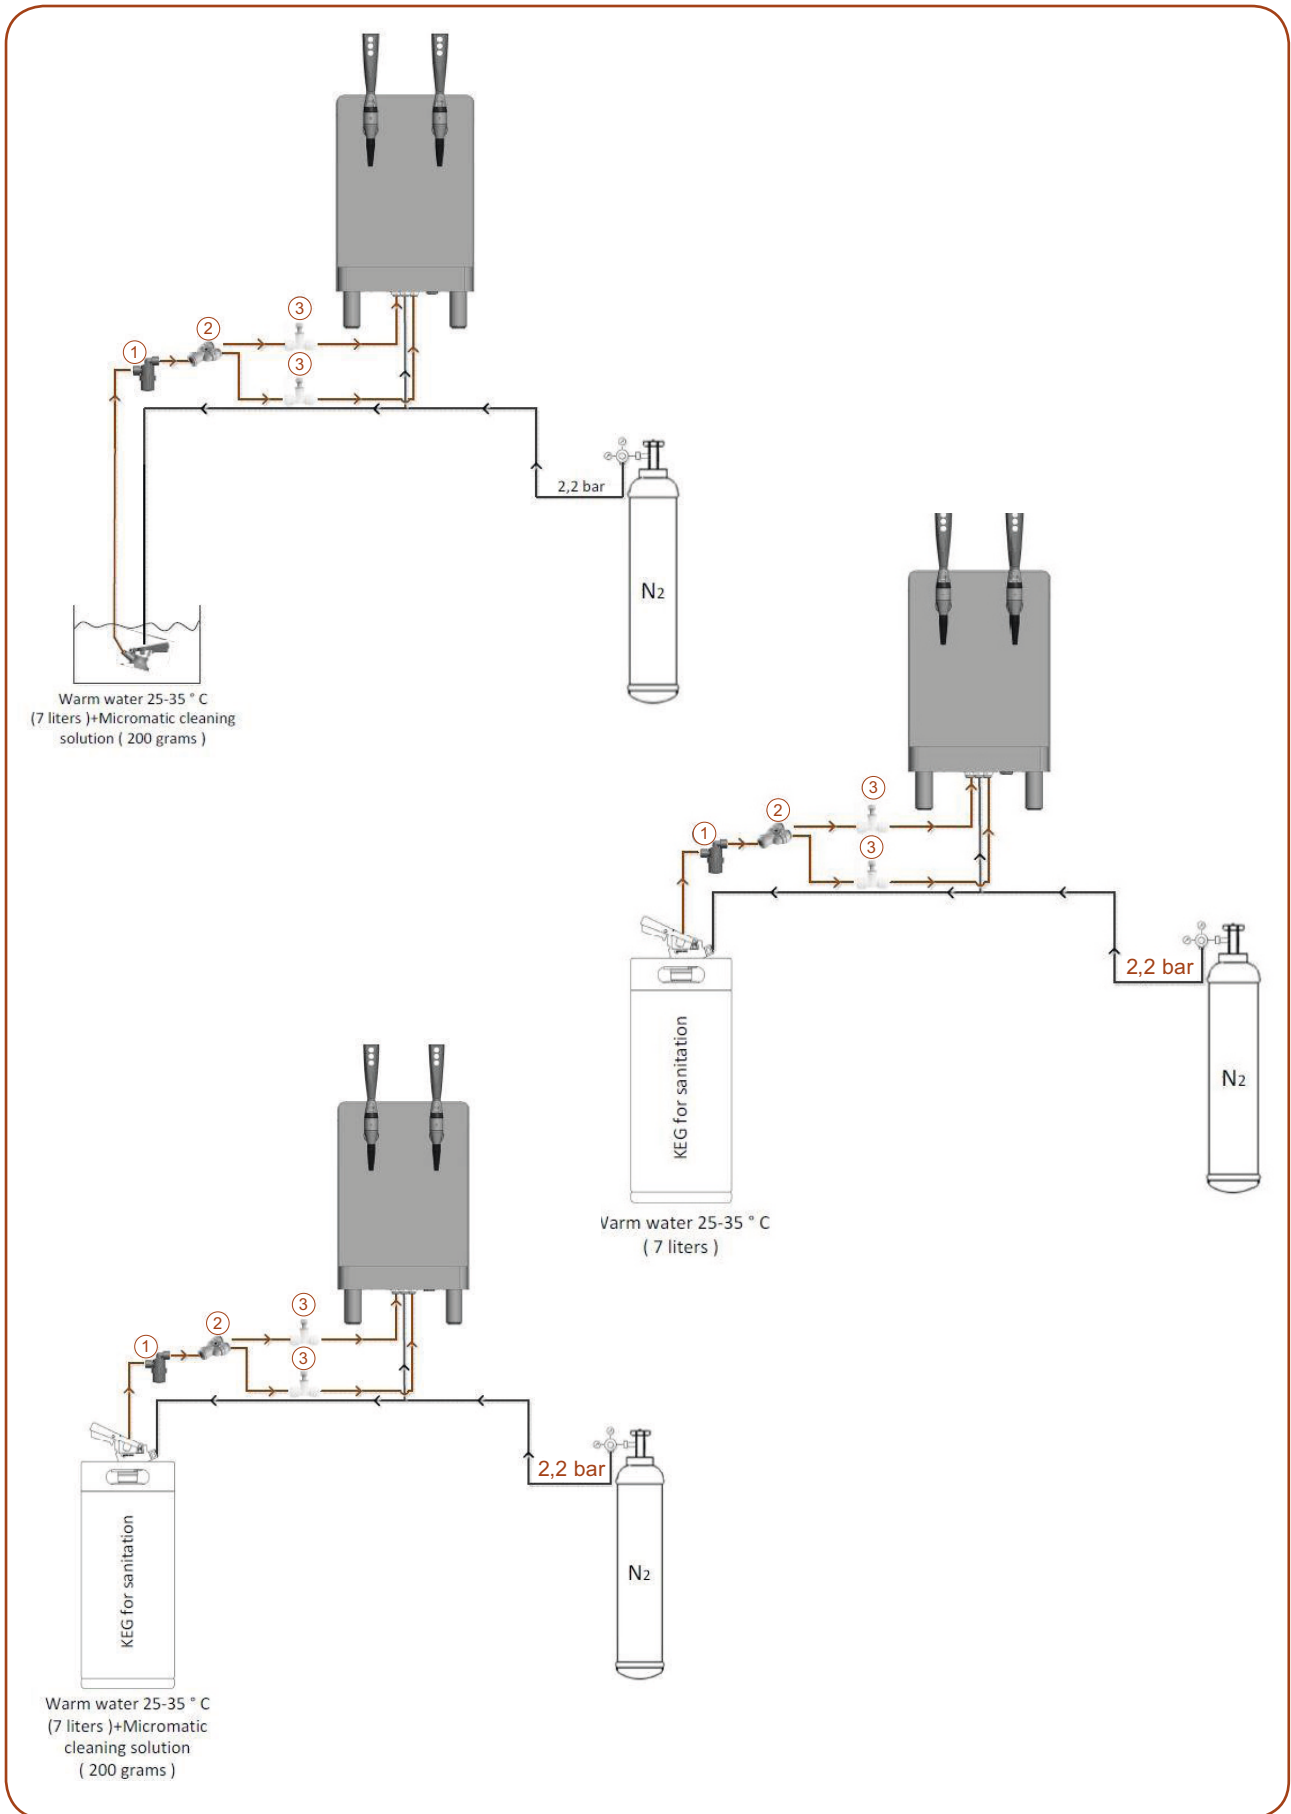 3
2
1
3
2,2 bar
N2
Warm water 25-35 ° C
(7 liters )+Micromatic cleaning
solution ( 200 grams )
3
2
1
3
2,2 bar
N2
KEG for sanitation
Varm water 25-35 ° C
( 7 liters )
3
2
1
3
2,2 bar
N2
KEG for sanitation
Warm water 25-35 ° C
(7 liters )+Micromatic
cleaning solution
( 200 grams )